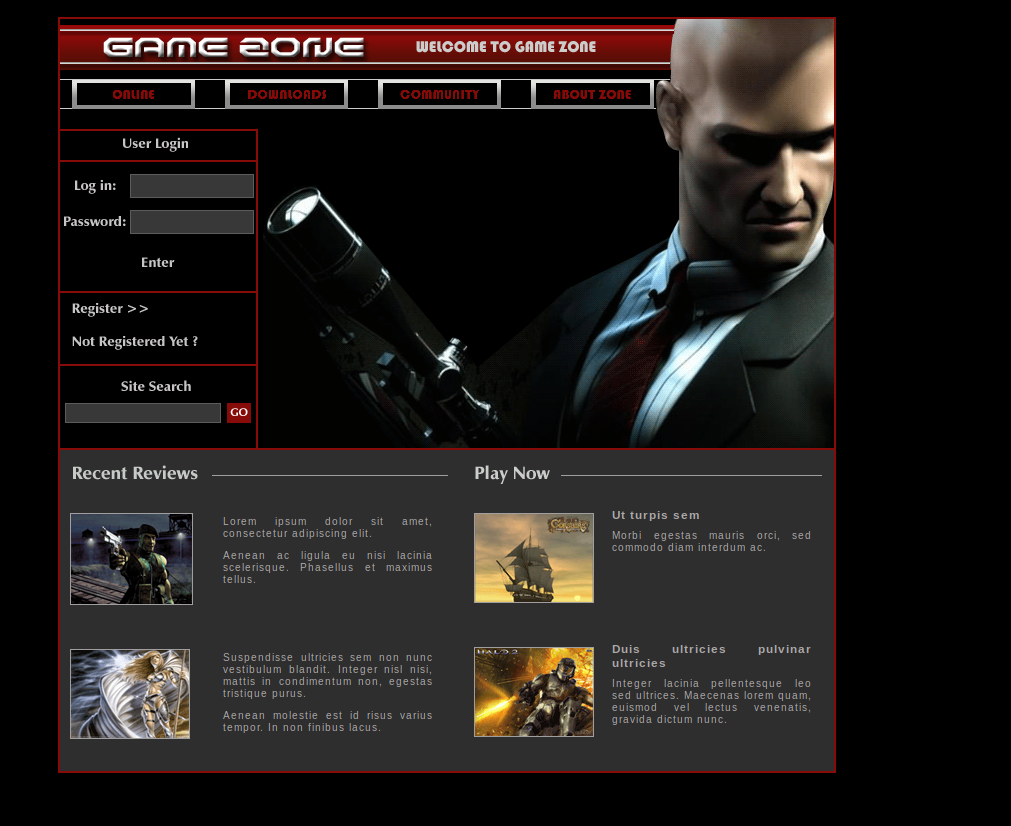 GAME ZONE
WELCOME TO GAME ZONE
ONLINE
DOWNLOADS
COMMUNITY
ABOUT ZONE
User Login
Log in:
Password:
Enter
Register >>
Not Registered Yet ?
Site Search
GO
Recent Reviews
Lorem ipsum dolor sit amet,
consectetur adipiscing elit.
Aenean ac ligula eu nisi lacinia
scelerisque. Phasellus et maximus
tellus.
Suspendisse ultricies sem non nunc
vestibulum blandit. Integer nisl nisi,
mattis in condimentum non, egestas
tristique purus.
Aenean molestie est id risus varius
tempor. In non finibus lacus.
Play Now
Ut turpis sem
Morbi egestas mauris orci, sed
commodo diam interdum ac.
HALO 2
Duis ultricies pulvinar
ultricies
Integer lacinia pellentesque leo
sed ultrices. Maecenas lorem quam,
euismod vel lectus venenatis,
gravida dictum nunc.